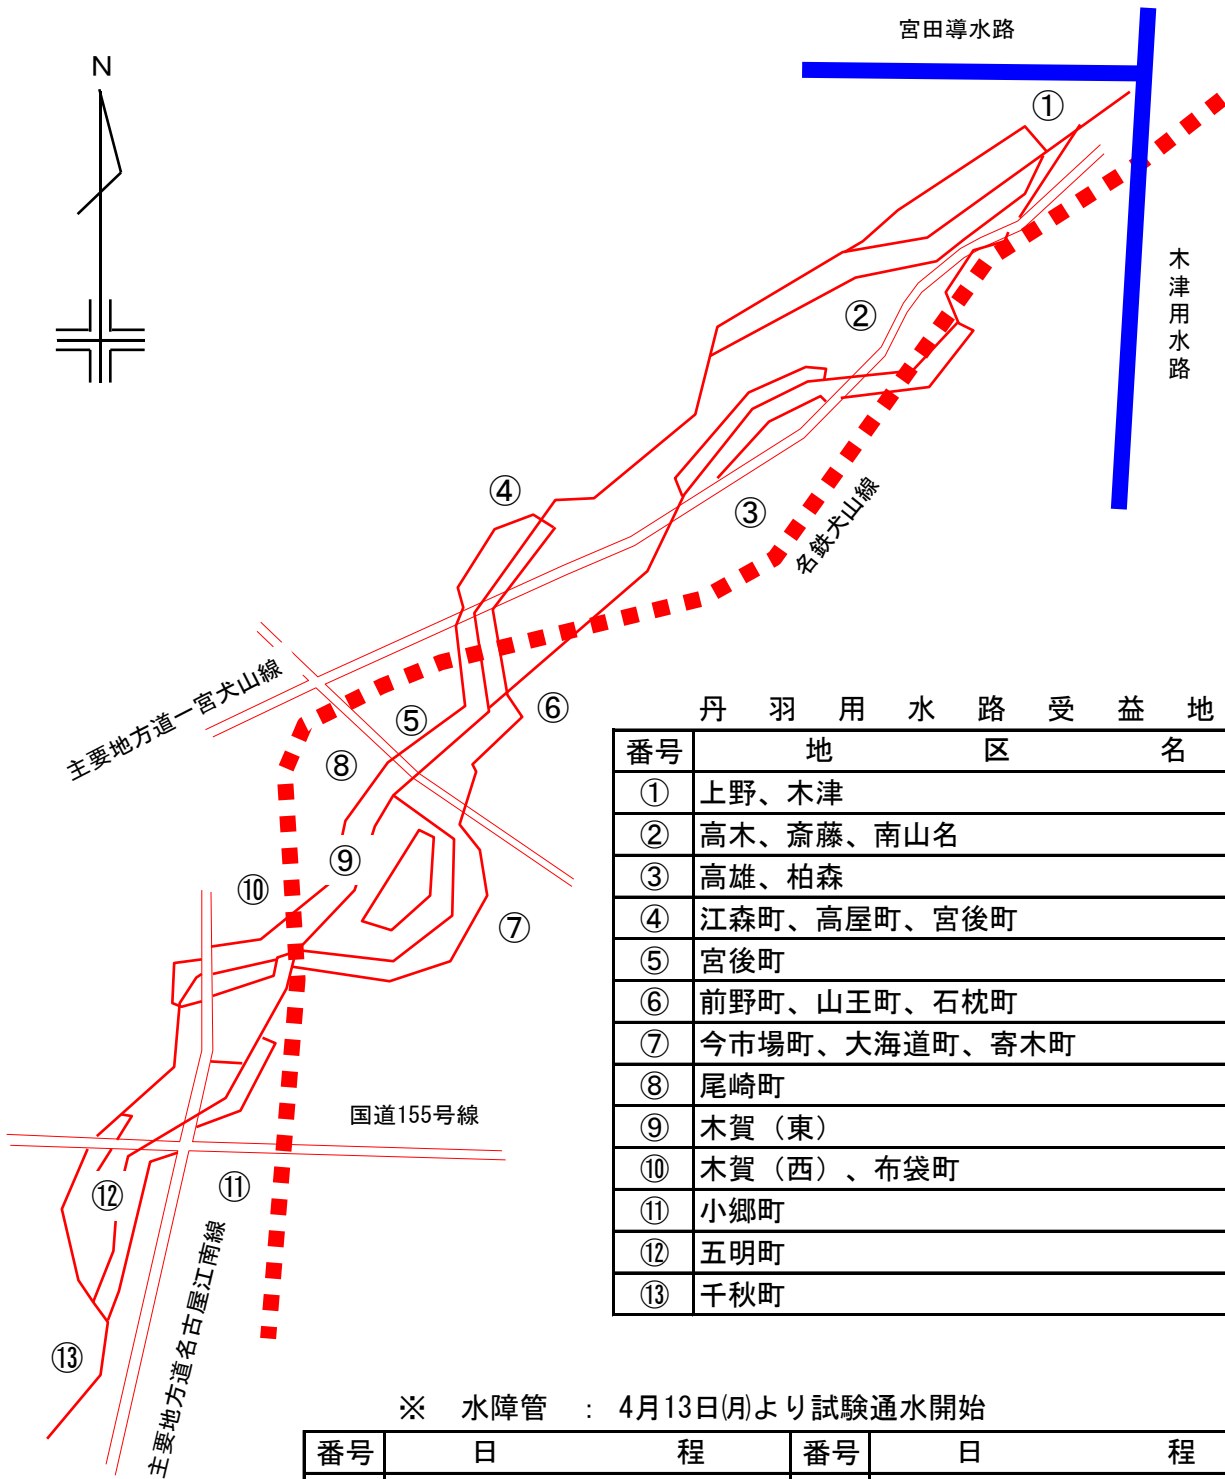 宮田導水路
N
①
木津用水路
②
④
③
名鉄犬山線
主要地方道一宮犬山線
⑥
⑤
⑧
⑨
⑩
⑦
国道155号線
⑪
⑫
主要地方道名古屋江南線
⑬
丹羽用水路受益地
番号 地区名
① 上野、木津
② 高木、斎藤、南山名
③ 高雄、柏森
④ 江森町、高屋町、宮後町
⑤ 宮後町
⑥ 前野町、山王町、石枕町
⑦ 今市場町、大海道町、寄木町
⑧ 尾崎町
⑨ 木賀（東）
⑩ 木賀（西）、布袋町
⑪ 小郷町
⑫ 五明町
⑬ 千秋町
※ 水障管 : 4月13日(月)より試験通水開始
番号 日程 番号 日程